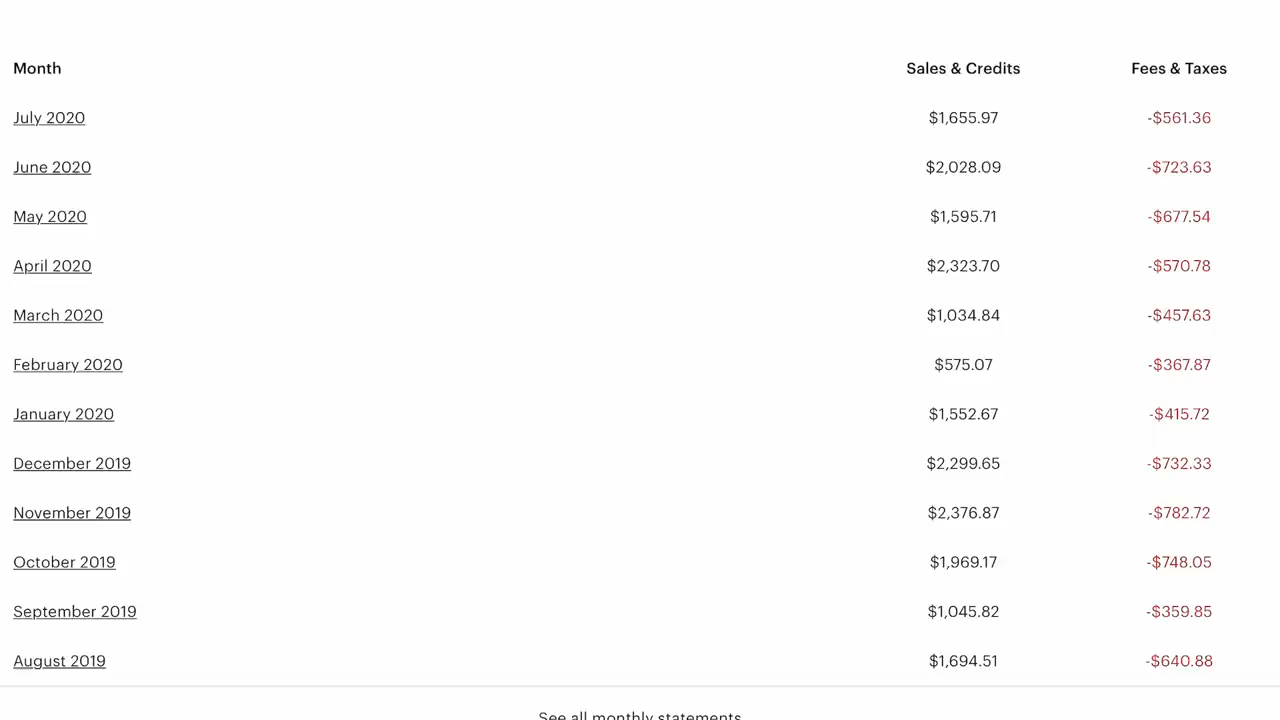 Month Sales & Credits Fees & Taxes
July 2020 $1,655.97 -$561.36
June 2020 $2,028.09 -$723.63
May 2020 $1,595.71 -$677.54
April 2020 $2,323.70 -$570.78
March 2020 $1,034.84 -$457.63
February 2020 $575.07 -$367.87
January 2020 $1,552.67 -$415.72
December 2019 $2,299.65 -$732.33
November 2019 $2,376.87 -$782.72
October 2019 $1,969.17 -$748.05
September 2019 $1,045.82 -$359.85
August 2019 $1,694.51 -$640.88
See all monthly statements